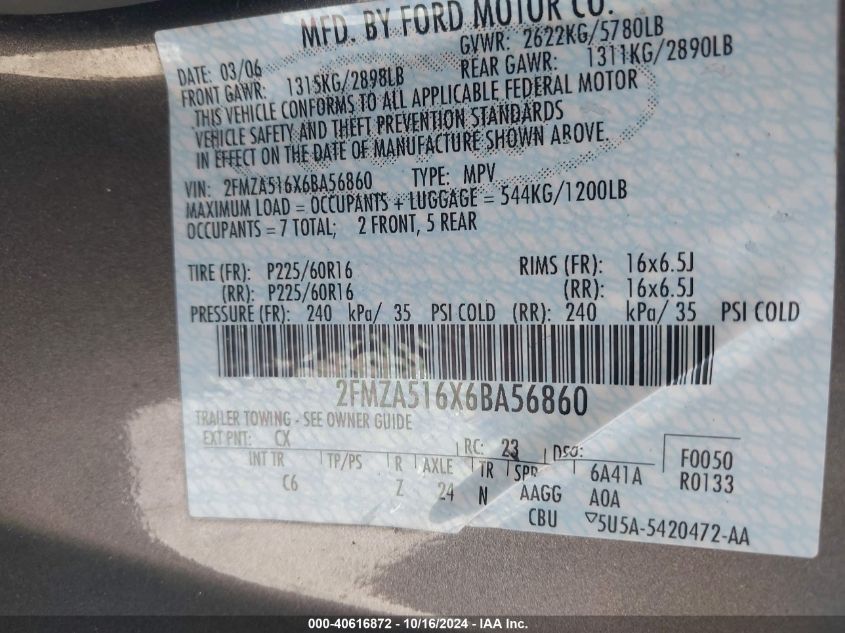 MFD. BY FORD MOTOR CO.
DATE: 03/06 GVWR: 2622KG/5780LB
FRONT GAWR: 1315KG/2898LB REAR GAWR: 1311KG/2890LB
THIS VEHICLE CONFORMS TO ALL APPLICABLE FEDERAL MOTOR
VEHICLE SAFETY AND THEFT PREVENTION STANDARDS
IN EFFECT ON THE DATE OF MANUFACTURE SHOWN ABOVE.
VIN: 2FMZA516X6BA56860 TYPE: MPV
MAXIMUM LOAD = OCCUPANTS + LUGGAGE = 544KG/1200LB
OCCUPANTS = 7 TOTAL; 2 FRONT, 5 REAR
TIRE (FR): P225/60R16 RIMS (FR): 16x6.5J
(RR): P225/60R16 (RR): 16x6.5J
PRESSURE (FR): 240 kPa/ 35 PSI COLD (RR): 240 kPa/ 35 PSI COLD
2FMZA516X6BA56860
TRAILER TOWING - SEE OWNER GUIDE
EXT PNT: CX RC: 23 DSO: F0050
INT TR TP/PS R AXLE TR SPR 6A41A R0133
C6 Z 24 N AAGG A0A
CBU ▽5U5A-5420472-AA
000-40616872 - 10/16/2024 - IAA Inc.